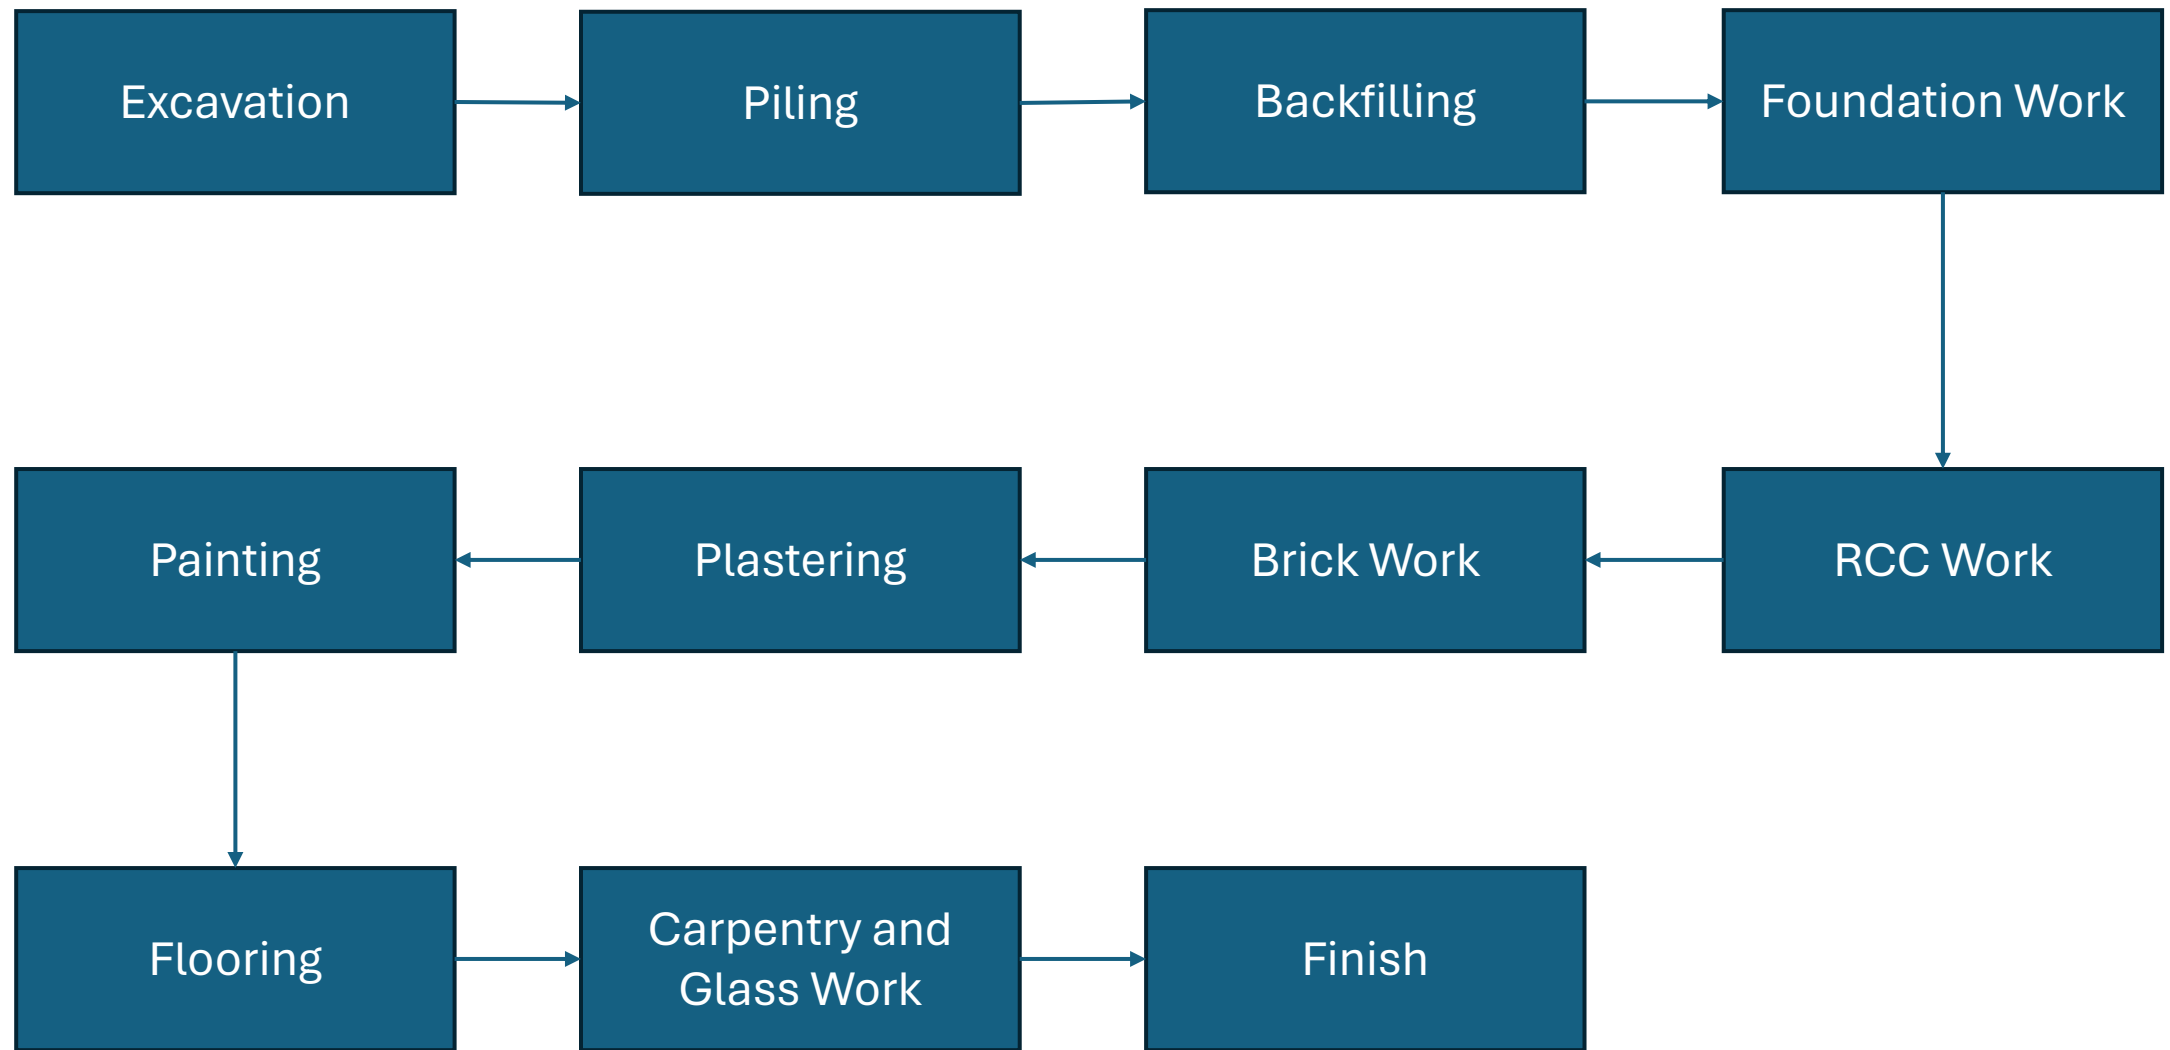 Excavation
Piling
Backfilling
Foundation Work
RCC Work
Brick Work
Plastering
Painting
Flooring
Carpentry and
Glass Work
Finish